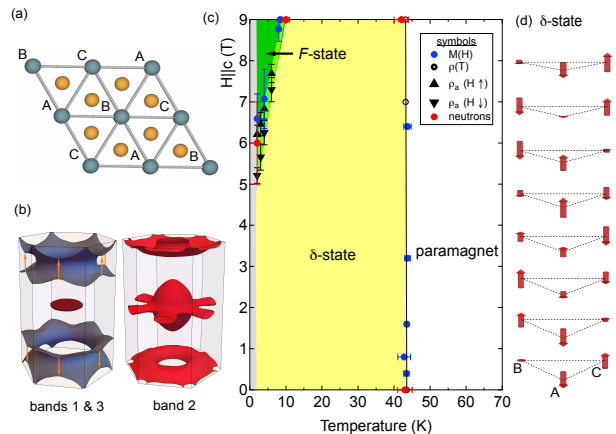 (a)
B
C
A
A
B
C
C
A
B
(b)
bands 1 & 3
band 2
(c)
H||c (T)
9
8
7
6
5
4
3
2
1
0
0
10
20
30
40
50
60
70
Temperature (K)
F-state
δ-state
paramagnet
symbols
M(H)
ρ(T)
ρa (H ↑)
ρa (H ↓)
neutrons
(d)
δ-state
B
A
C